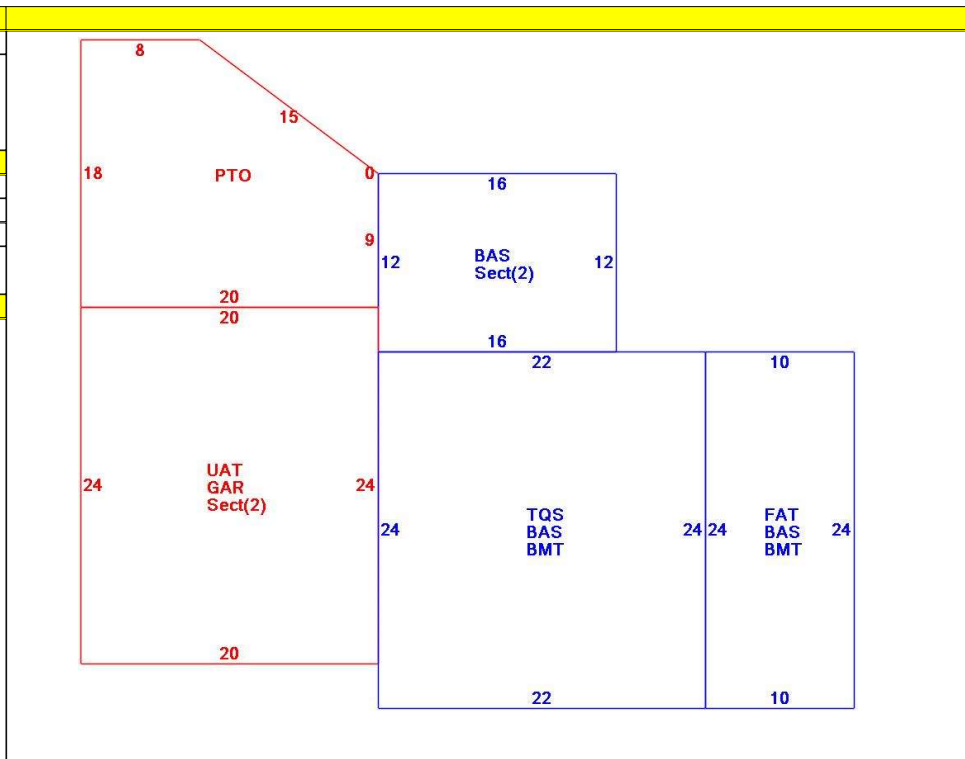 8
15
18
PTO
0
16
9
12
BAS
Sect(2)
12
20
20
16
22
10
UAT
GAR
Sect(2)
24
24
TQS
BAS
BMT
24
24
24
FAT
BAS
BMT
24
20
22
10